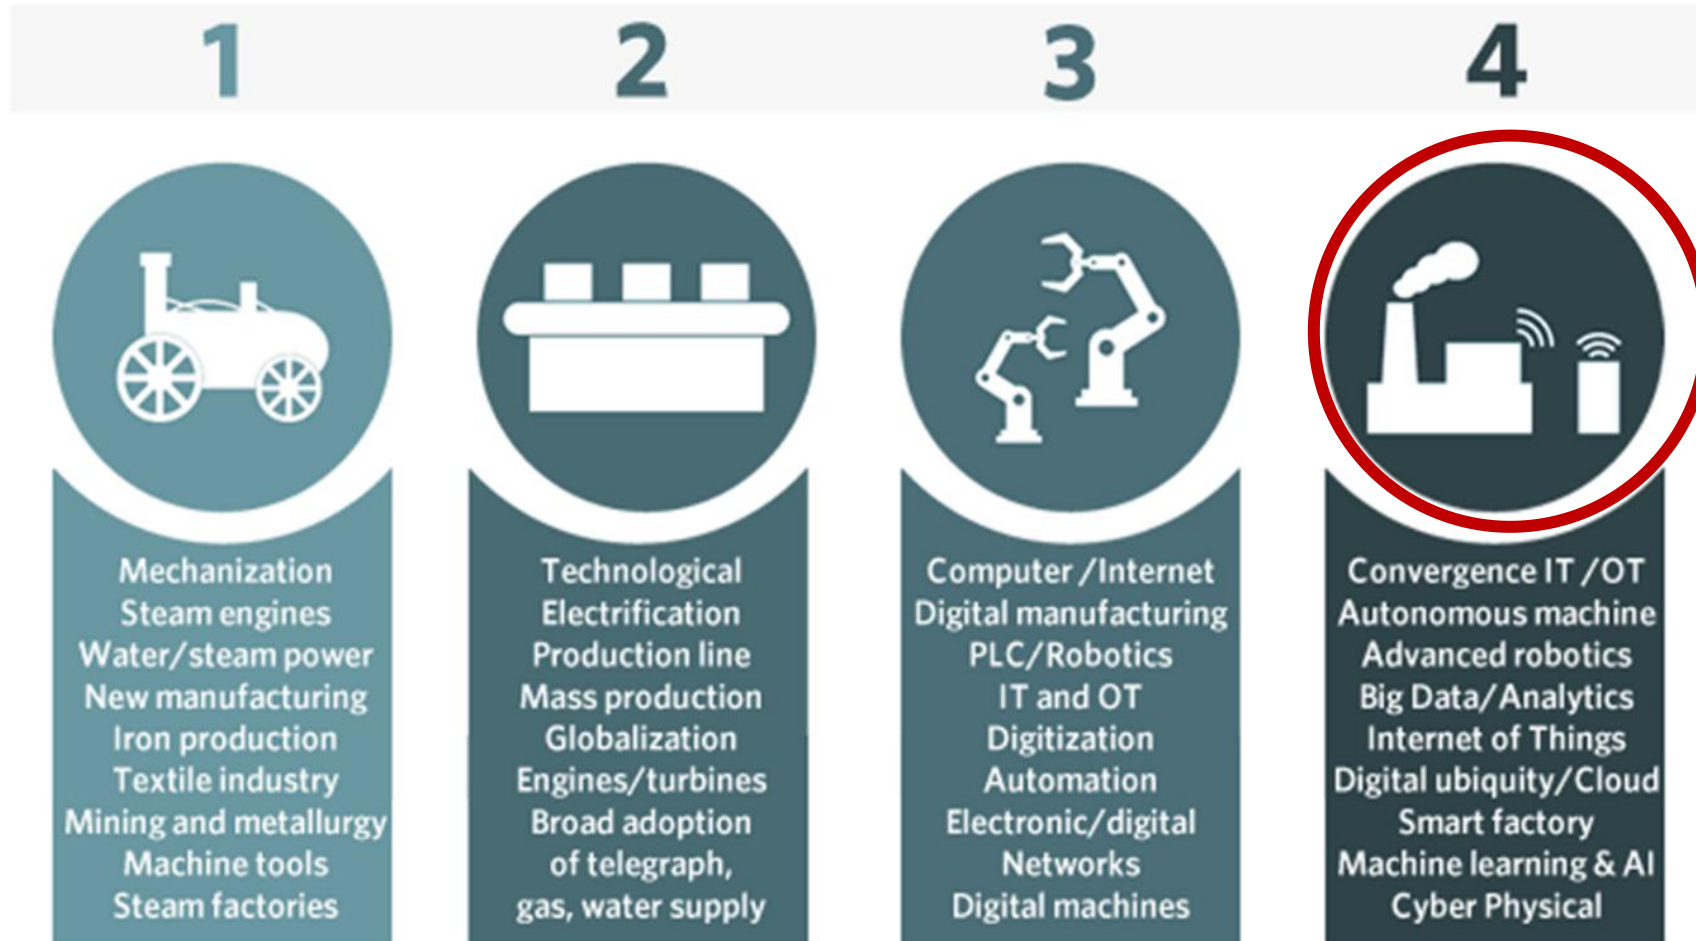 1
2
3
4
Mechanization
Steam engines
Water/steam power
New manufacturing
Iron production
Textile industry
Mining and metallurgy
Machine tools
Steam factories
Technological
Electrification
Production line
Mass production
Globalization
Engines/turbines
Broad adoption
of telegraph,
gas, water supply
Computer /Internet
Digital manufacturing
PLC/Robotics
IT and OT
Digitization
Automation
Electronic/digital
Networks
Digital machines
Convergence IT /OT
Autonomous machine
Advanced robotics
Big Data/Analytics
Internet of Things
Digital ubiquity/Cloud
Smart factory
Machine learning & AI
Cyber Physical